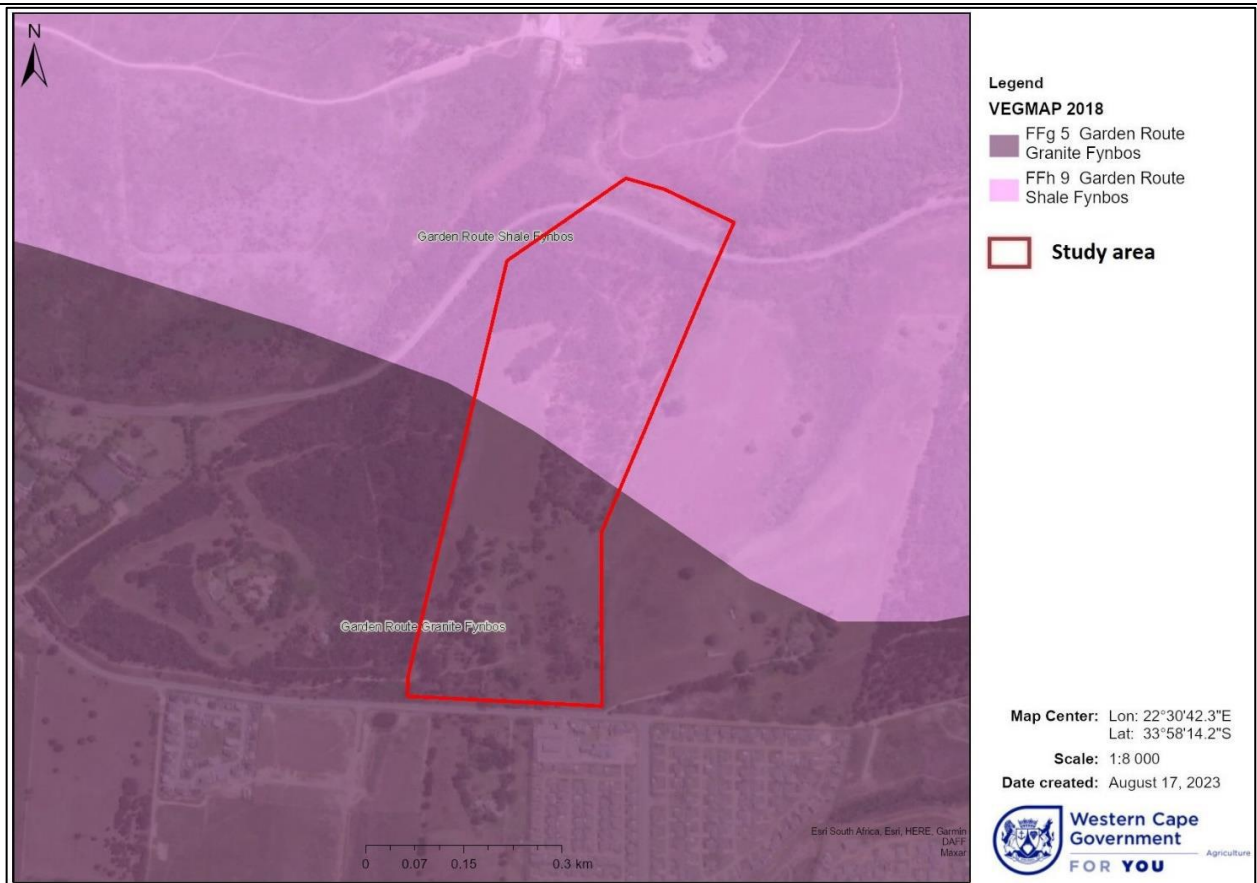 N
Garden Route Shale Fynbos
Garden Route Granite Fynbos
0 0.07 0.15 0.3 km
Esri South Africa, Esri, HERE, Garmin
DAFF
Maxar
Legend
VEGMAP 2018
FFg 5 Garden Route
Granite Fynbos
FFh 9 Garden Route
Shale Fynbos
Study area
Map Center: Lon: 22°30'42.3"E
Lat: 33°58'14.2"S
Scale: 1:8 000
Date created: August 17, 2023
Western Cape
Government
Agriculture
FOR YOU